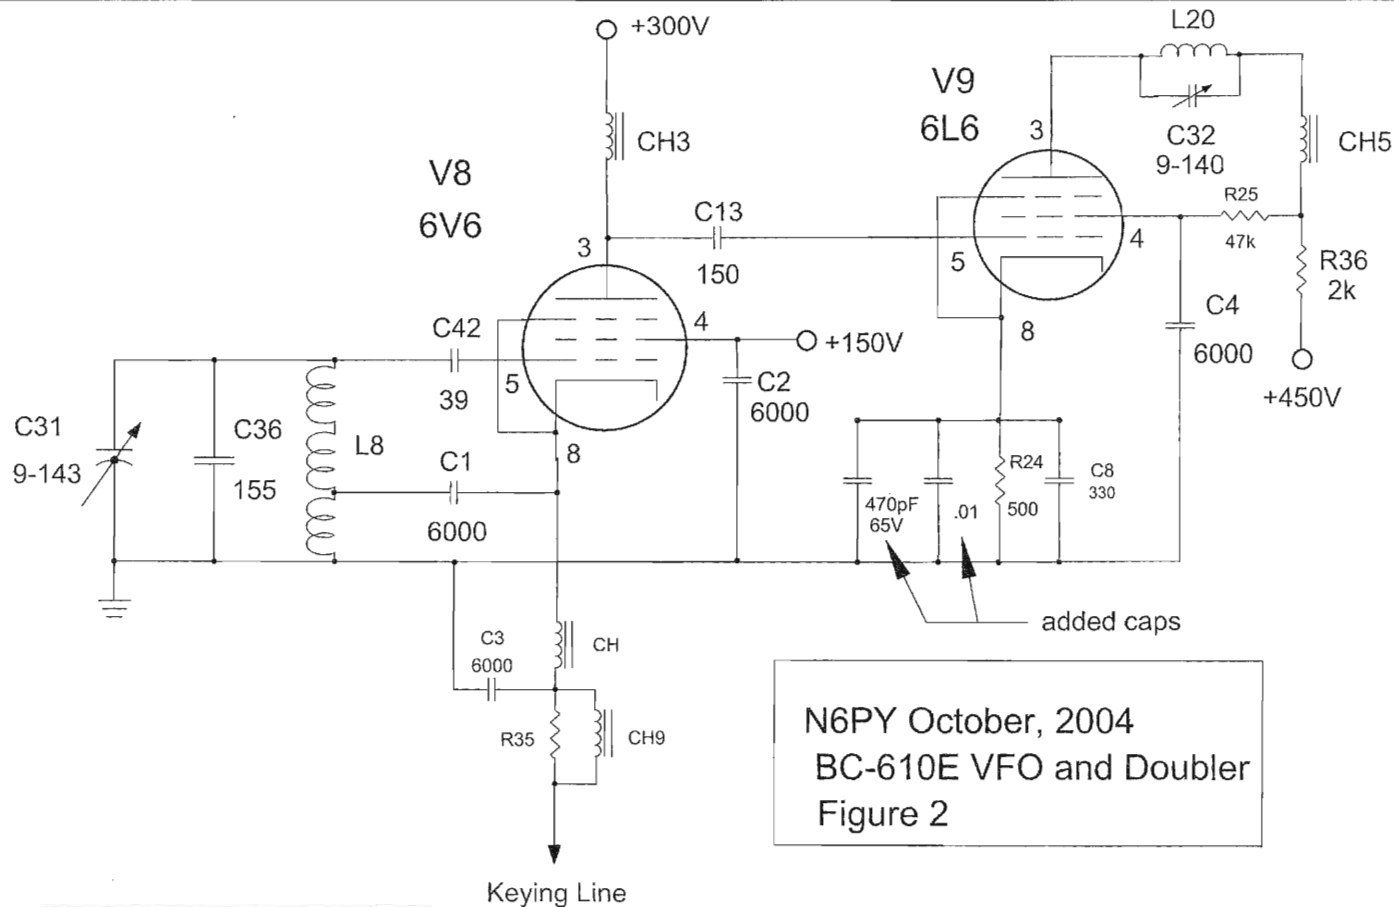 +300V
L20
V9
6L6
3
CH3
C32
9-140
CH5
V8
6V6
C13
R25
3
5
4
47k
150
R36
2k
C42
4
8
C4
6000
+150V
39
5
C2
6000
+450V
C31
9-143
C36
155
L8
C1
8
6000
470pF
65V
.01
R24
500
C8
330
added caps
C3
6000
CH
R35
CH9
N6PY October, 2004
BC-610E VFO and Doubler
Figure 2
Keying Line